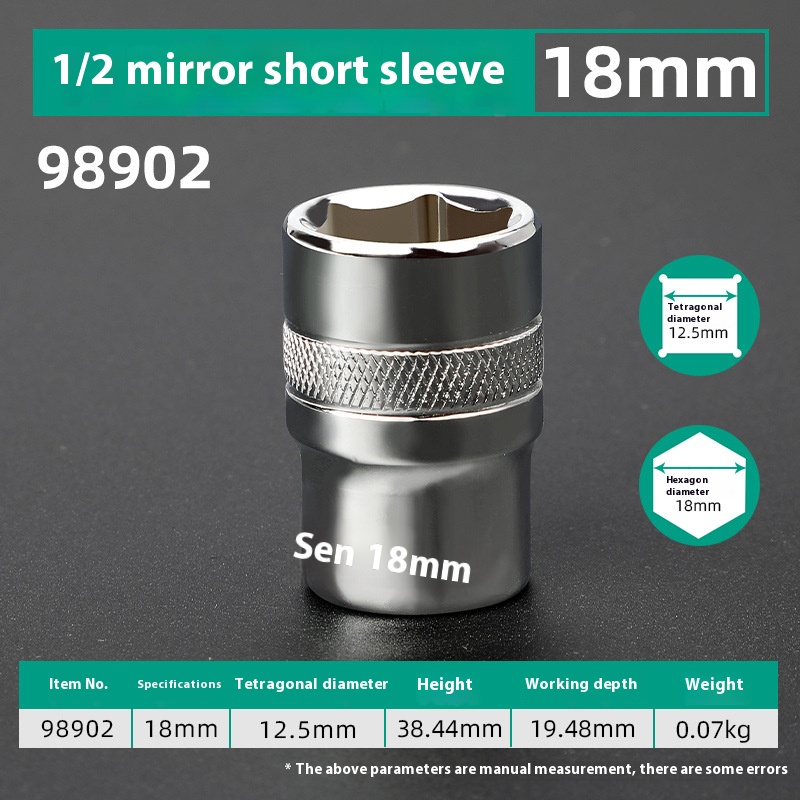 1/2 mirror short sleeve 18mm
98902
Tetragonal
diameter
12.5mm
Hexagon
diameter
18mm
Sen 18mm
Item No. Specifications Tetragonal diameter Height Working depth Weight
98902 18mm 12.5mm 38.44mm 19.48mm 0.07kg
* The above parameters are manual measurement, there are some errors